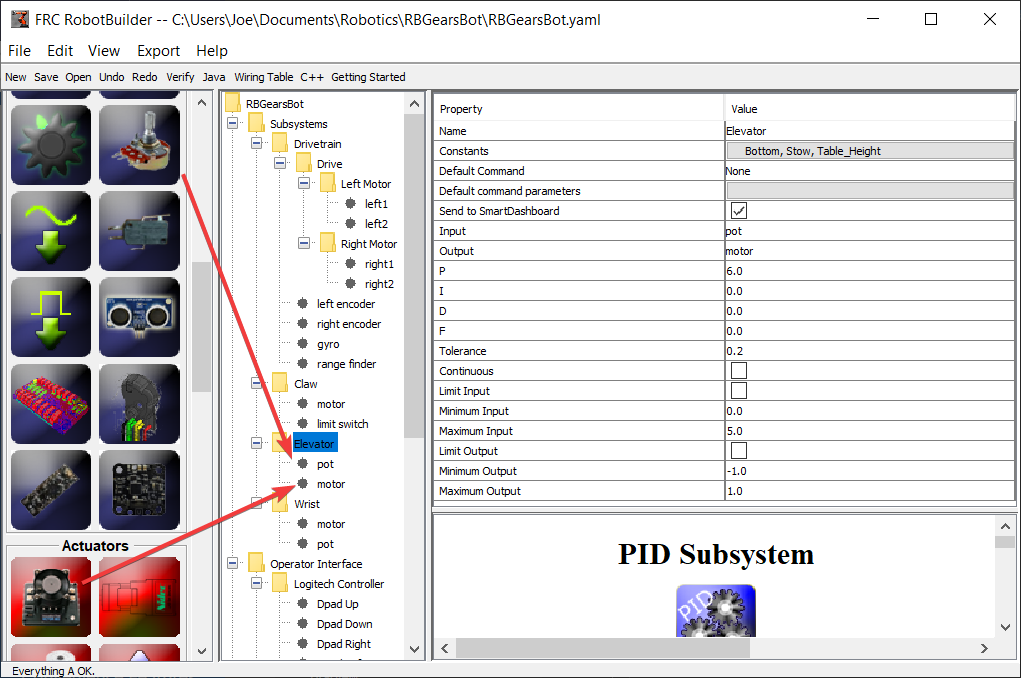 FRC RobotBuilder -- C:\Users\Joe\Documents\Robotics\RBGearsBot\RBGearsBot.yaml
File Edit View Export Help
New Save Open Undo Redo Verify Java Wiring Table C++ Getting Started
Actuators
RBGearsBot
Subsystems
Drivetrain
Drive
Left Motor
left1
left2
Right Motor
right1
right2
left encoder
right encoder
gyro
range finder
Claw
motor
limit switch
Elevator
pot
motor
Wrist
motor
pot
Operator Interface
Logitech Controller
Dpad Up
Dpad Down
Dpad Right
Property Value
Name Elevator
Constants Bottom, Stow, Table_Height
Default Command None
Default command parameters
Send to SmartDashboard
Input pot
Output motor
P 6.0
I 0.0
D 0.0
F 0.0
Tolerance 0.2
Continuous
Limit Input
Minimum Input 0.0
Maximum Input 5.0
Limit Output
Minimum Output -1.0
Maximum Output 1.0
PID Subsystem
PID
Everything A OK.